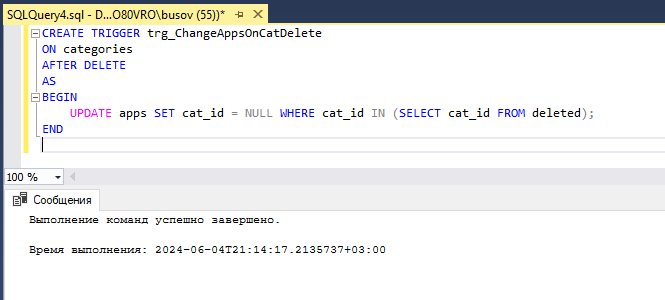 SQLQuery4.sql - D...O80VRO\busov (55))*
CREATE TRIGGER trg_ChangeAppsOnCatDelete
ON categories
AFTER DELETE
AS
BEGIN
UPDATE apps SET cat_id = NULL WHERE cat_id IN (SELECT cat_id FROM deleted);
END
100 %
Сообщения
Выполнение команд успешно завершено.
Время выполнения: 2024-06-04T21:14:17.2135737+03:00